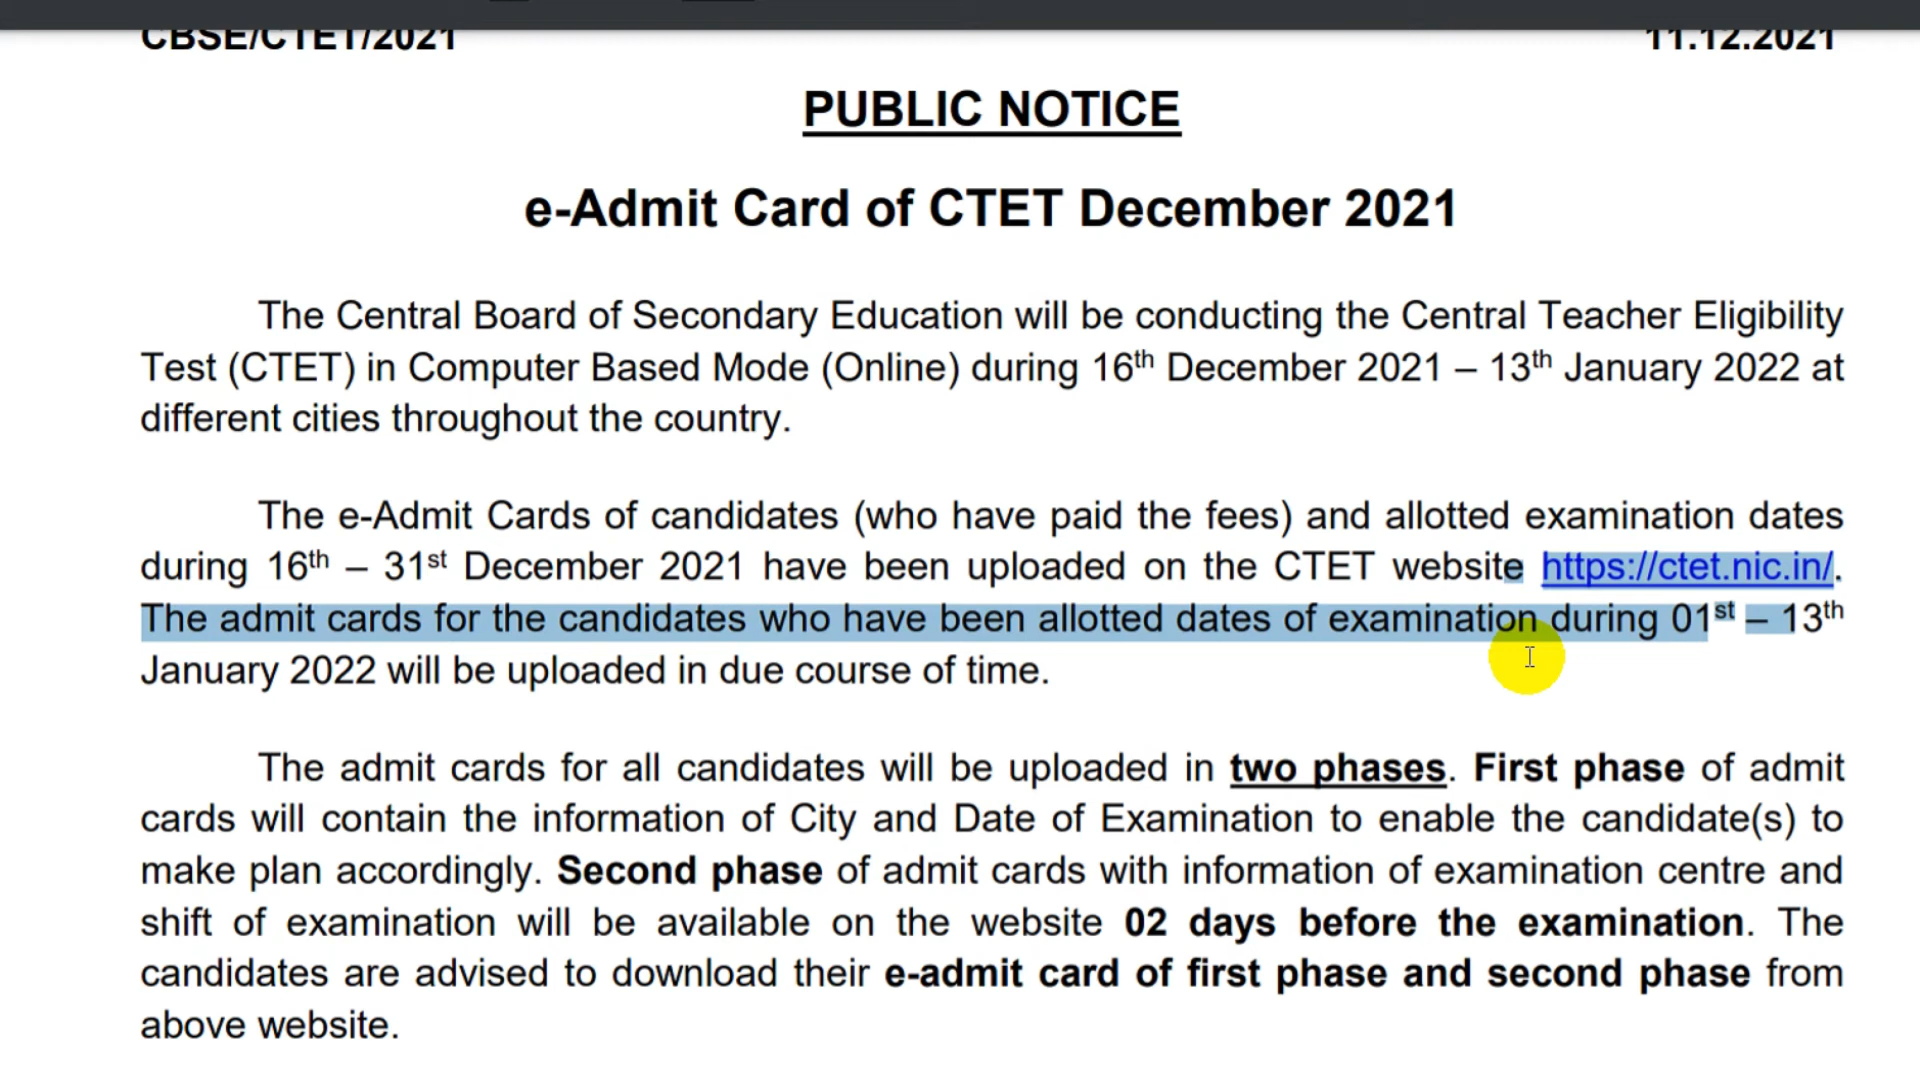 CBSE/CTET/2021 11.12.2021
PUBLIC NOTICE
e-Admit Card of CTET December 2021
The Central Board of Secondary Education will be conducting the Central Teacher Eligibility
Test (CTET) in Computer Based Mode (Online) during 16th December 2021 – 13th January 2022 at
different cities throughout the country.
The e-Admit Cards of candidates (who have paid the fees) and allotted examination dates
during 16th – 31st December 2021 have been uploaded on the CTET website https://ctet.nic.in/.
The admit cards for the candidates who have been allotted dates of examination during 01st – 13th
January 2022 will be uploaded in due course of time.
The admit cards for all candidates will be uploaded in two phases. First phase of admit
cards will contain the information of City and Date of Examination to enable the candidate(s) to
make plan accordingly. Second phase of admit cards with information of examination centre and
shift of examination will be available on the website 02 days before the examination. The
candidates are advised to download their e-admit card of first phase and second phase from
above website.